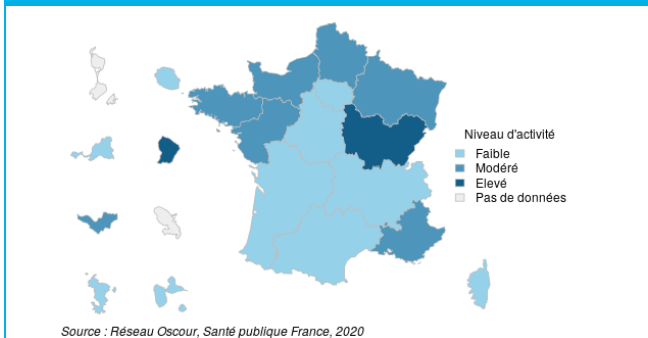 Niveau d'activité
Faible
Modéré
Elevé
Pas de données
Source : Réseau Oscour, Santé publique France, 2020